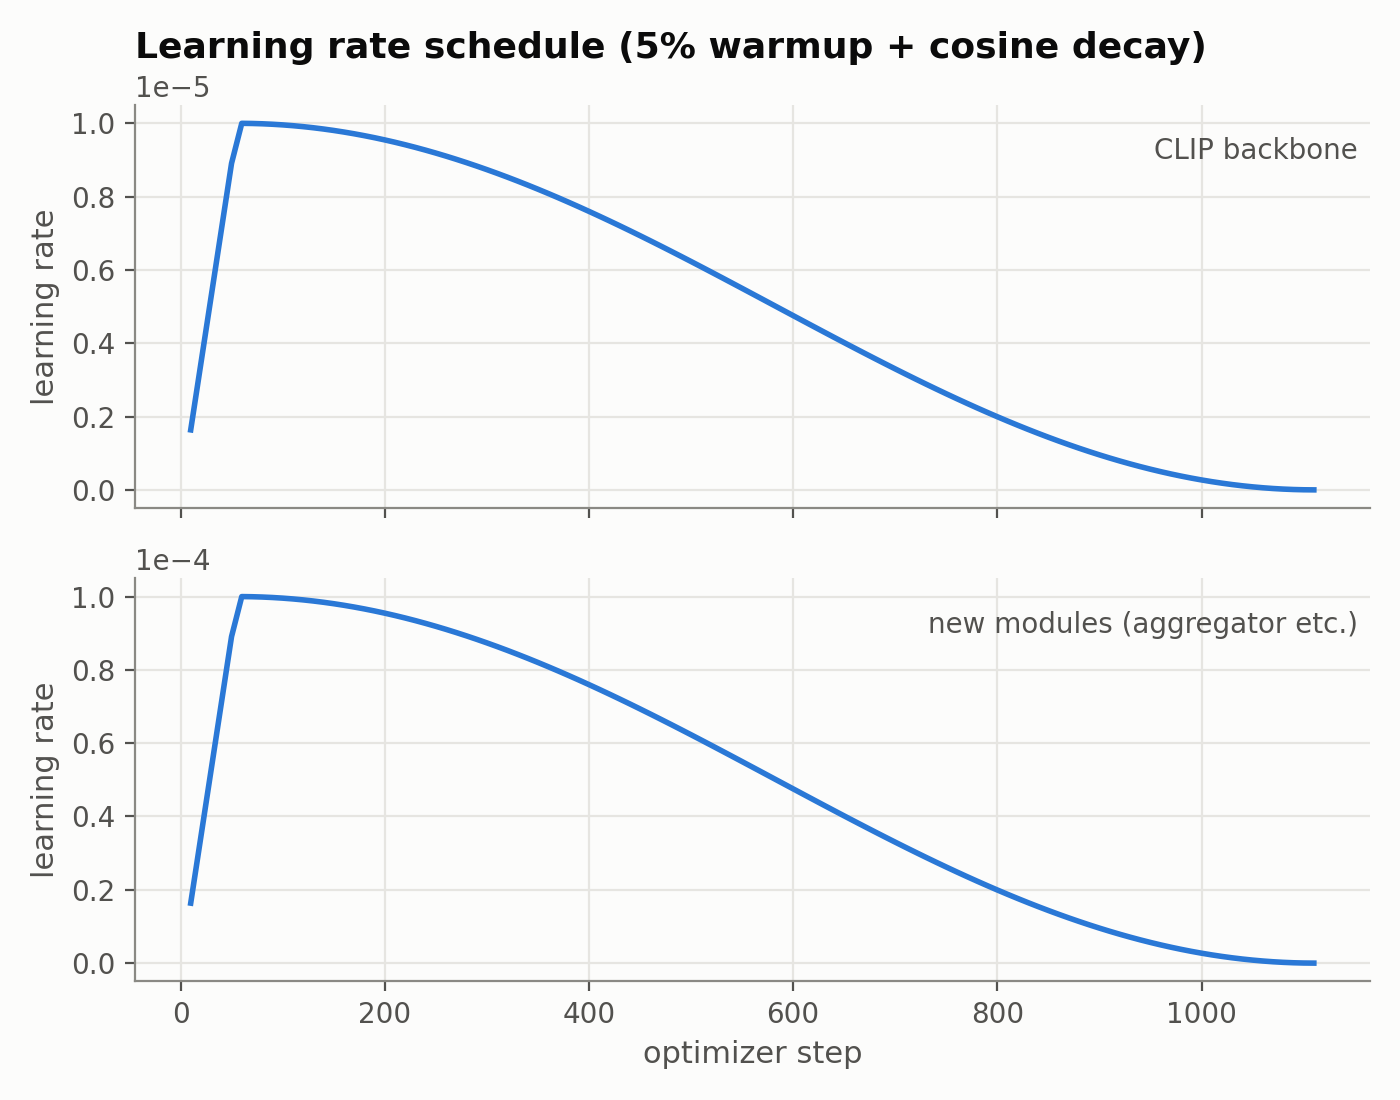 Learning rate schedule (5% warmup + cosine decay)
1e−5
1.0
CLIP backbone
0.8
0.6
0.4
0.2
0.0
learning rate
1e−4
1.0
new modules (aggregator etc.)
0.8
0.6
0.4
0.2
0.0
learning rate
0 200 400 600 800 1000
optimizer step